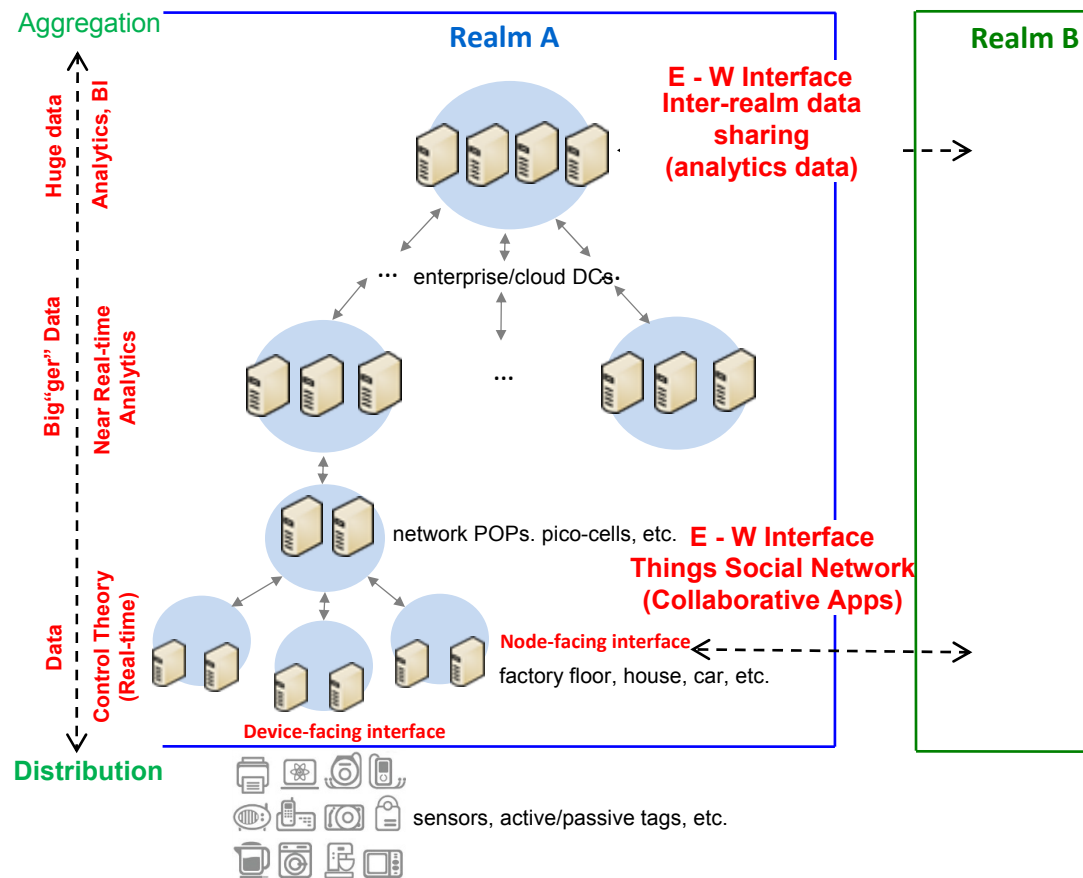 Aggregation
Realm A
Realm B
E - W Interface
Inter-realm data
sharing
(analytics data)
Huge data
Analytics, BI
... enterprise/cloud DCs...
Big“ger” Data
Near Real-time
Analytics
...
network POPs. pico-cells, etc.
E - W Interface
Things Social Network
(Collaborative Apps)
Data
Control Theory
(Real-time)
Node-facing interface
factory floor, house, car, etc.
Device-facing interface
Distribution
sensors, active/passive tags, etc.